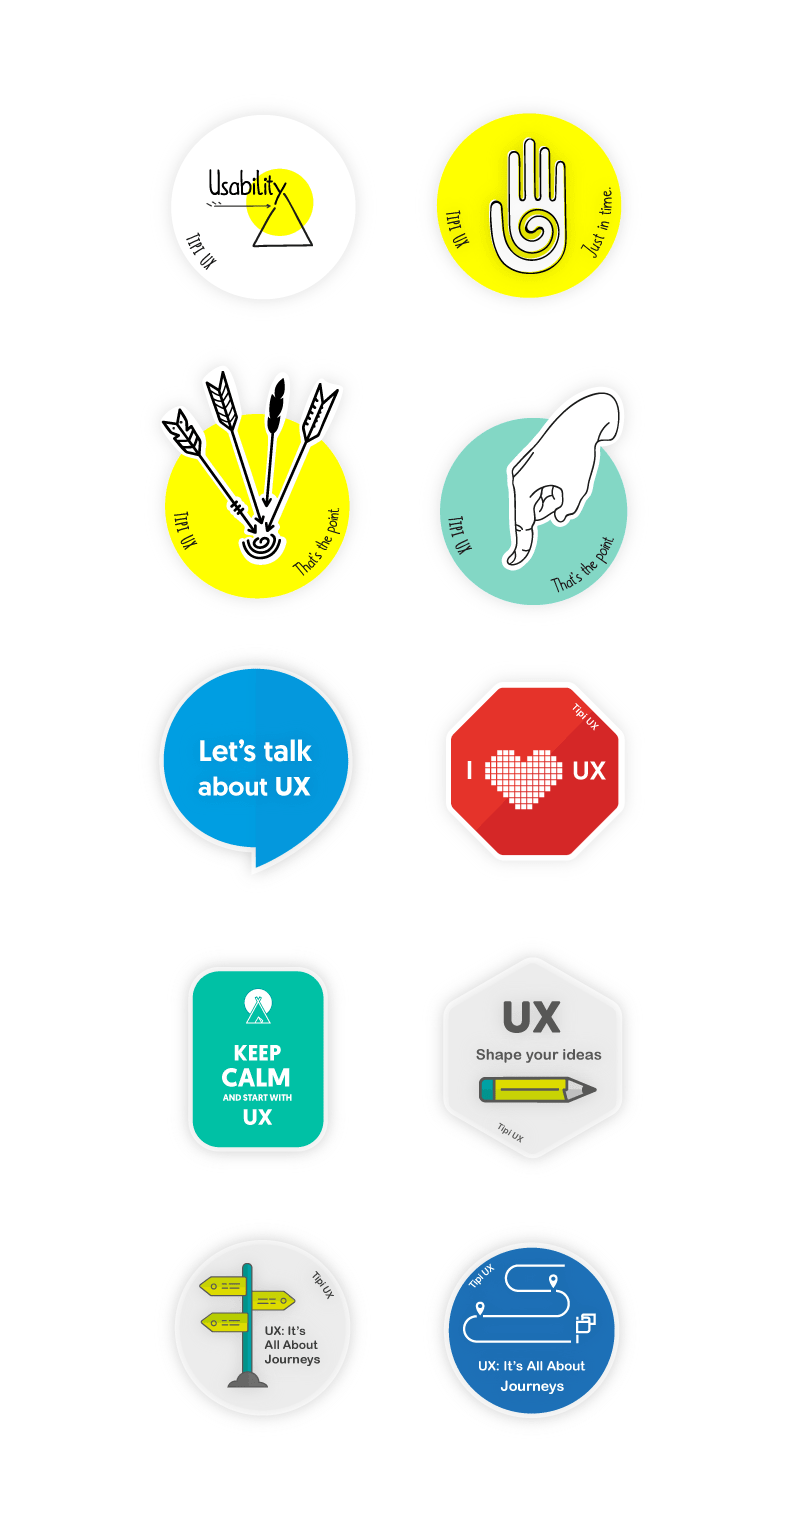 Usability
TIPI UX
TIPI UX
Just in time.
TIPI UX
That's the point.
TIPI UX
That's the point.
Let's talk
about UX
Tipi UX
I UX
KEEP
CALM
AND START WITH
UX
UX
Shape your ideas
Tipi UX
Tipi UX
UX: It's
All About
Journeys
Tipi UX
UX: It's All About
Journeys